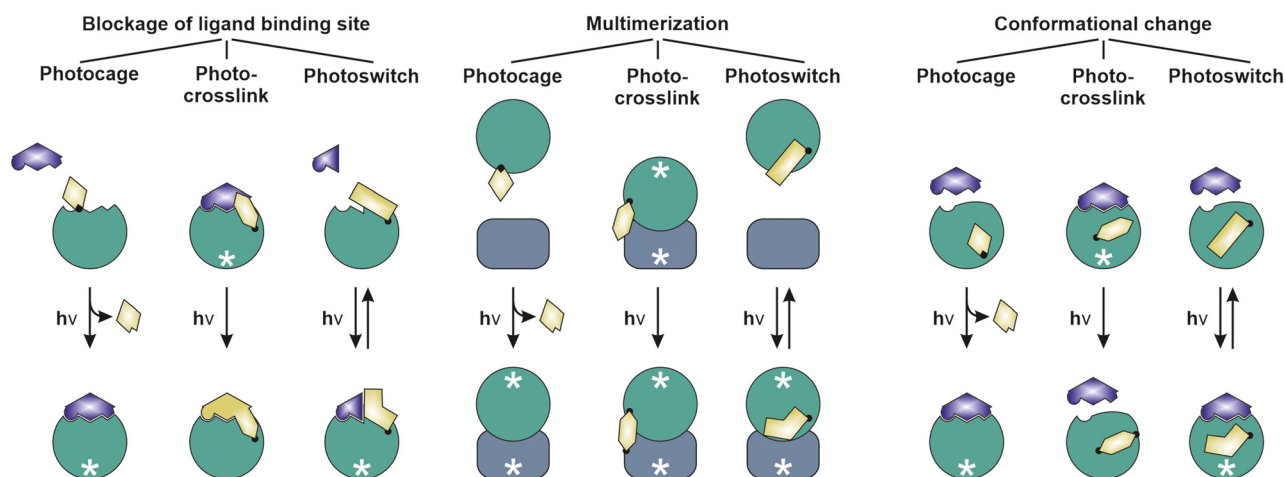 Blockage of ligand binding site
Multimerization
Conformational change
Photocage
Photo-
crosslink
Photoswitch
Photocage
Photo-
crosslink
Photoswitch
Photocage
Photo-
crosslink
Photoswitch
*
*
*
*
hν
hν
hν
hν
hν
hν
hν
hν
hν
*
*
*
*
*
*
*
*
*
*